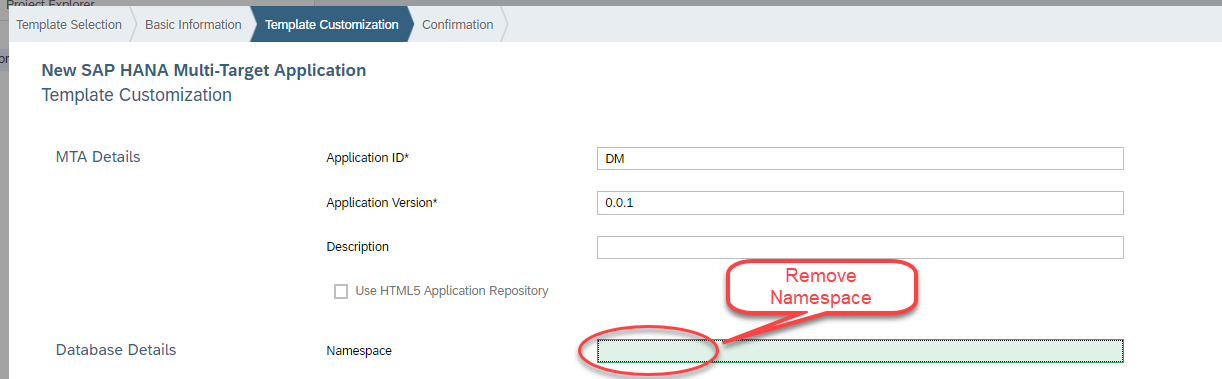 Project Explorer
Template Selection
Basic Information
Template Customization
Confirmation
New SAP HANA Multi-Target Application
Template Customization
MTA Details
Application ID*
DM
Application Version*
0.0.1
Description
Use HTML5 Application Repository
Remove
Namespace
Database Details
Namespace